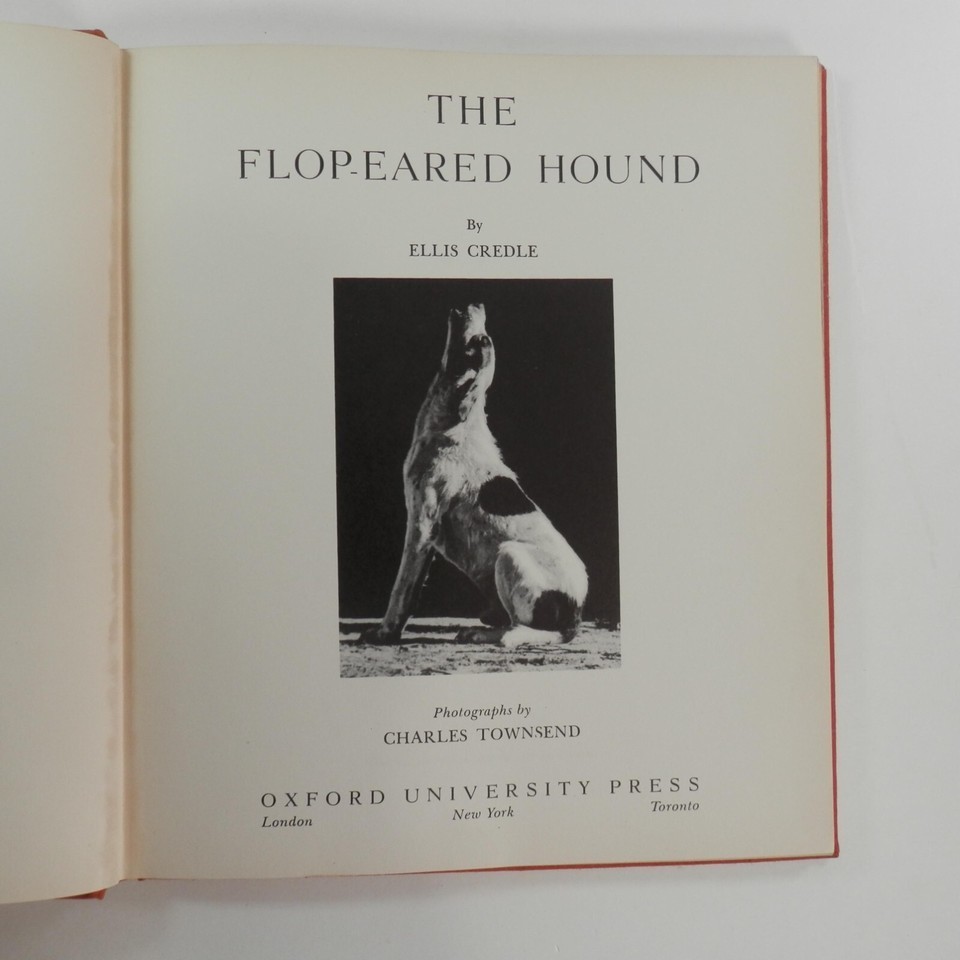 THE
FLOP-EARED HOUND
By
ELLIS CREDLE
Photographs by
CHARLES TOWNSEND
OXFORD UNIVERSITY PRESS
London New York Toronto